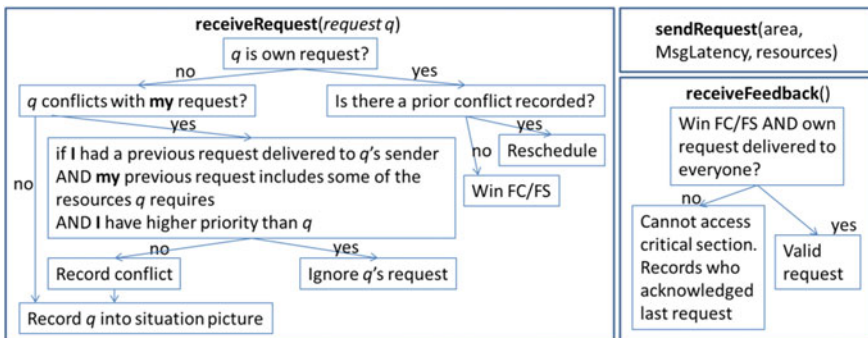 receiveRequest(request q)
q is own request?
no
yes
q conflicts with my request?
Is there a prior conflict recorded?
yes
yes
no
if I had a previous request delivered to q's sender
AND my previous request includes some of the
resources q requires
AND I have higher priority than q
no
Reschedule
Win FC/FS
no
yes
Record conflict
Ignore q's request
Record q into situation picture
sendRequest(area,
MsgLatency, resources)
receiveFeedback()
Win FC/FS AND own
request delivered to
everyone?
no
yes
Cannot access
critical section.
Records who
acknowledged
last request
Valid
request